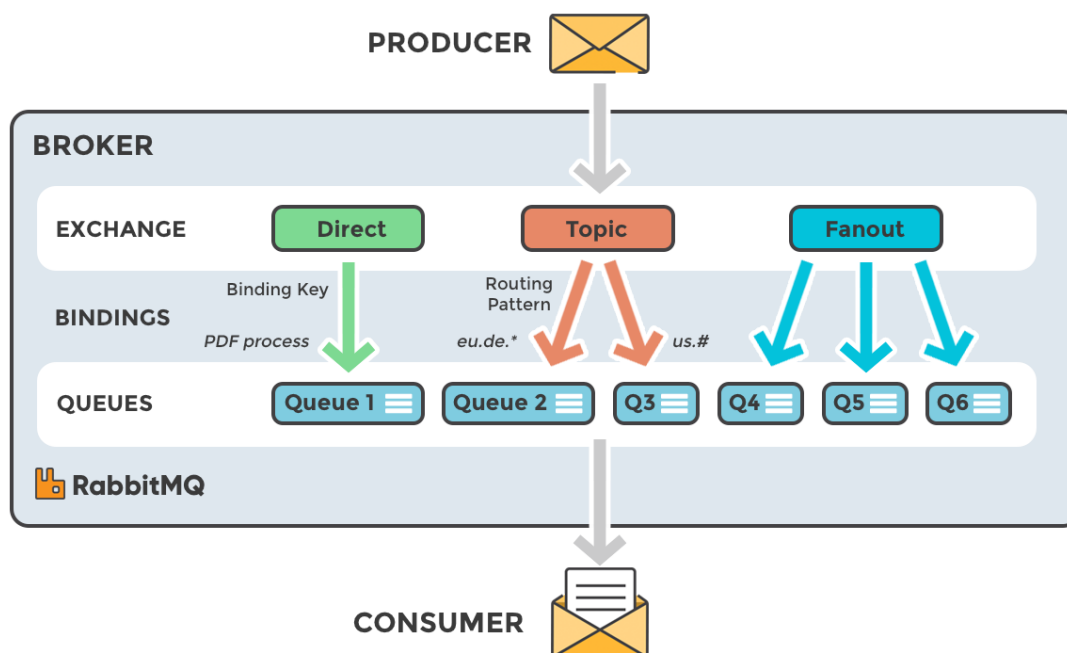 PRODUCER
BROKER
EXCHANGE
Direct
Topic
Fanout
Binding Key
Routing
Pattern
BINDINGS
PDF process
eu.de.*
us.#
QUEUES
Queue 1
Queue 2
Q3
Q4
Q5
Q6
RabbitMQ
CONSUMER